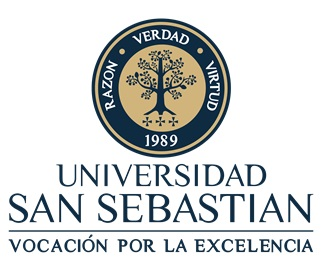 RAZON · VERDAD · VIRTUD
1989
UNIVERSIDAD
SAN SEBASTIAN
VOCACIÓN POR LA EXCELENCIA